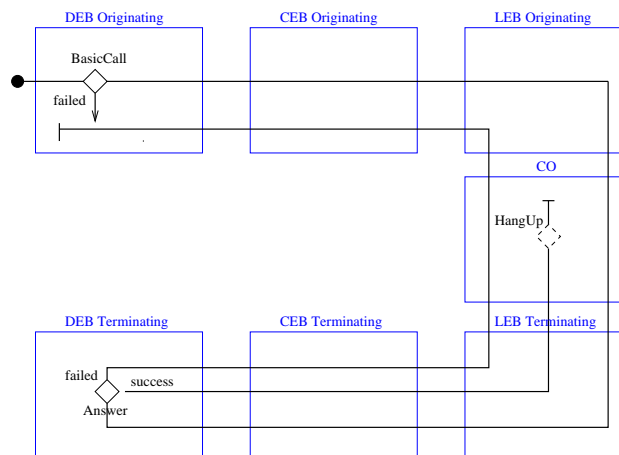 DEB Originating
CEB Originating
LEB Originating
BasicCall
failed
CO
HangUp
DEB Terminating
CEB Terminating
LEB Terminating
failed
success
Answer